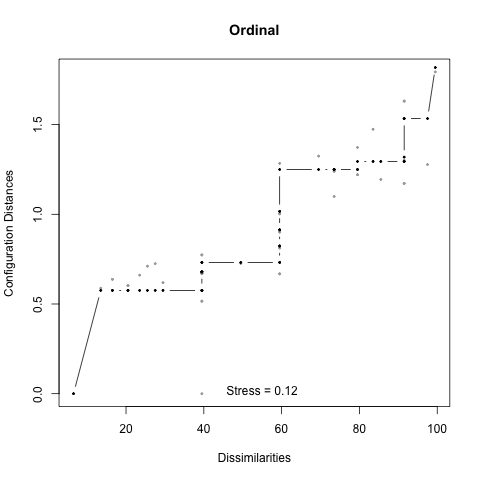 Ordinal
Configuration Distances
1.5
1.0
0.5
0.0
Stress = 0.12
20 40 60 80 100
Dissimilarities